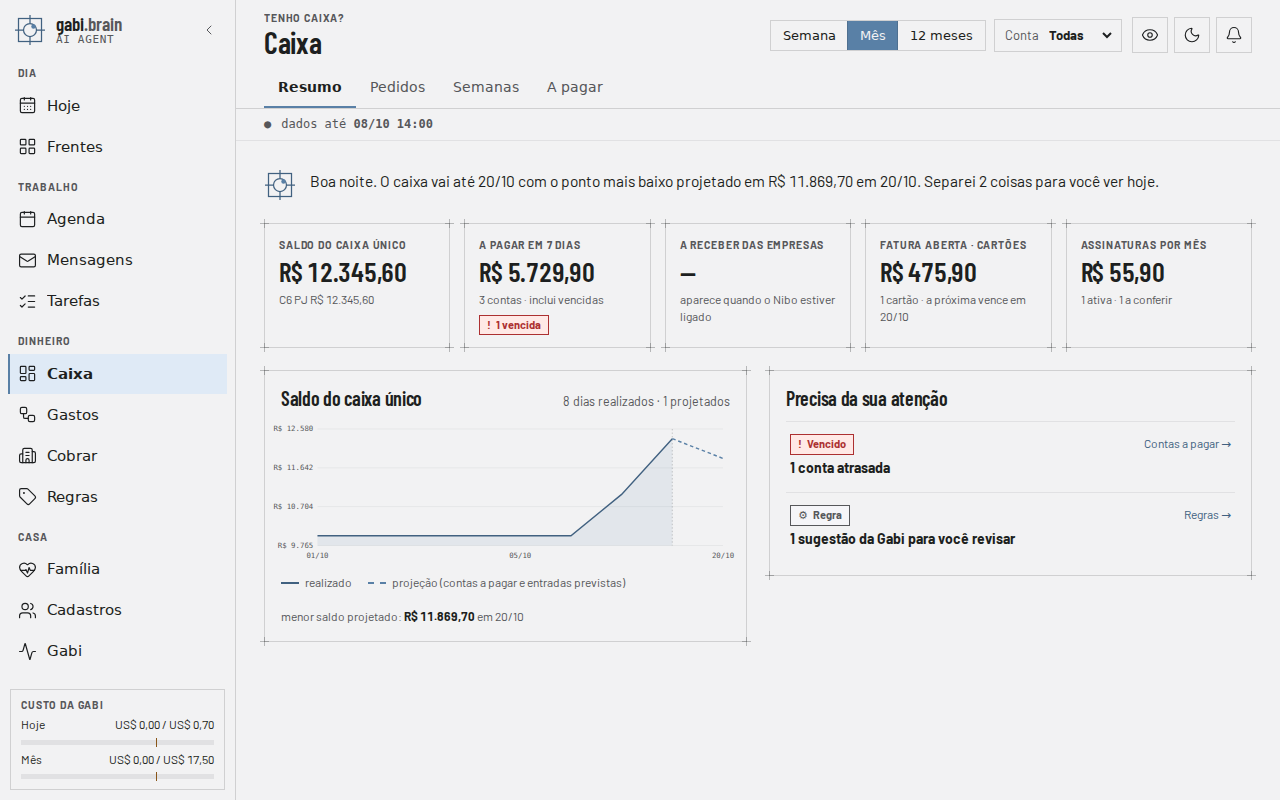 gabi.brain
AI AGENT
DIA
Hoje
Frentes
TRABALHO
Agenda
Mensagens
Tarefas
DINHEIRO
Caixa
Gastos
Cobrar
Regras
CASA
Família
Cadastros
Gabi
CUSTO DA GABI
Hoje US$ 0,00 / US$ 0,70
Mês US$ 0,00 / US$ 17,50
TENHO CAIXA?
Caixa
Semana Mês 12 meses Conta Todas
Resumo Pedidos Semanas A pagar
dados até 08/10 14:00
Boa noite. O caixa vai até 20/10 com o ponto mais baixo projetado em R$ 11.869,70 em 20/10. Separei 2 coisas para você ver hoje.
SALDO DO CAIXA ÚNICO
R$ 12.345,60
C6 PJ R$ 12.345,60
A PAGAR EM 7 DIAS
R$ 5.729,90
3 contas · inclui vencidas
! 1 vencida
A RECEBER DAS EMPRESAS
—
aparece quando o Nibo estiver
ligado
FATURA ABERTA · CARTÕES
R$ 475,90
1 cartão · a próxima vence em
20/10
ASSINATURAS POR MÊS
R$ 55,90
1 ativa · 1 a conferir
Saldo do caixa único 8 dias realizados · 1 projetados
R$ 12.580
R$ 11.642
R$ 10.704
R$ 9.765
01/10 05/10 20/10
realizado projeção (contas a pagar e entradas previstas)
menor saldo projetado: R$ 11.869,70 em 20/10
Precisa da sua atenção
! Vencido Contas a pagar →
1 conta atrasada
⚙ Regra Regras →
1 sugestão da Gabi para você revisar